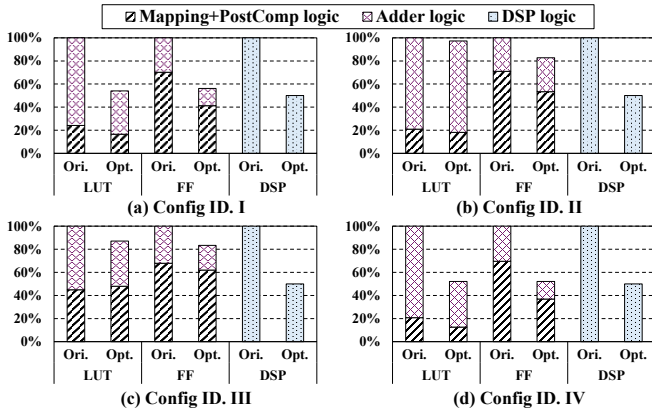 Mapping+PostComp logic Adder logic DSP logic
100%
80%
60%
40%
20%
0%
Ori. Opt. Ori. Opt. Ori. Opt.
LUT FF DSP
(a) Config ID. I
100%
80%
60%
40%
20%
0%
Ori. Opt. Ori. Opt. Ori. Opt.
LUT FF DSP
(b) Config ID. II
100%
80%
60%
40%
20%
0%
Ori. Opt. Ori. Opt. Ori. Opt.
LUT FF DSP
(c) Config ID. III
100%
80%
60%
40%
20%
0%
Ori. Opt. Ori. Opt. Ori. Opt.
LUT FF DSP
(d) Config ID. IV